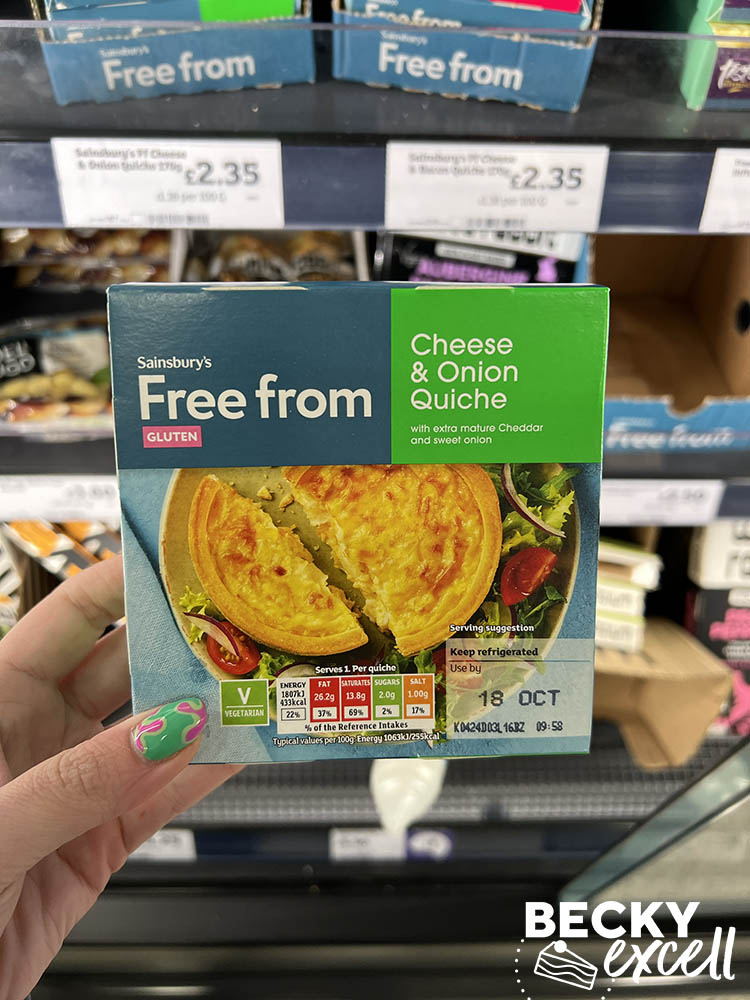 Sainsbury's
Free from
Sainsbury's
Free from
Sainsbury's FF Cheese
& Onion Quiche 170g
£2.35
Sainsbury's FF Cheese
& Bacon Quiche 170g
£2.35
AUBERGINE
Sainsbury's
Free from
GLUTEN
Cheese
& Onion
Quiche
with extra mature Cheddar
and sweet onion
Free from
Serving suggestion
Keep refrigerated
Use by
18 OCT
K0424D03L16BZ 09:58
V
VEGETARIAN
Serves 1. Per quiche
ENERGY 1807kJ 433kcal 22%
FAT 26.2g 37%
SATURATES 13.8g 69%
SUGARS 2.0g 2%
SALT 1.00g 17%
% of the Reference Intakes
Typical values per 100g: Energy 1063kJ/255kcal
BECKY
excell